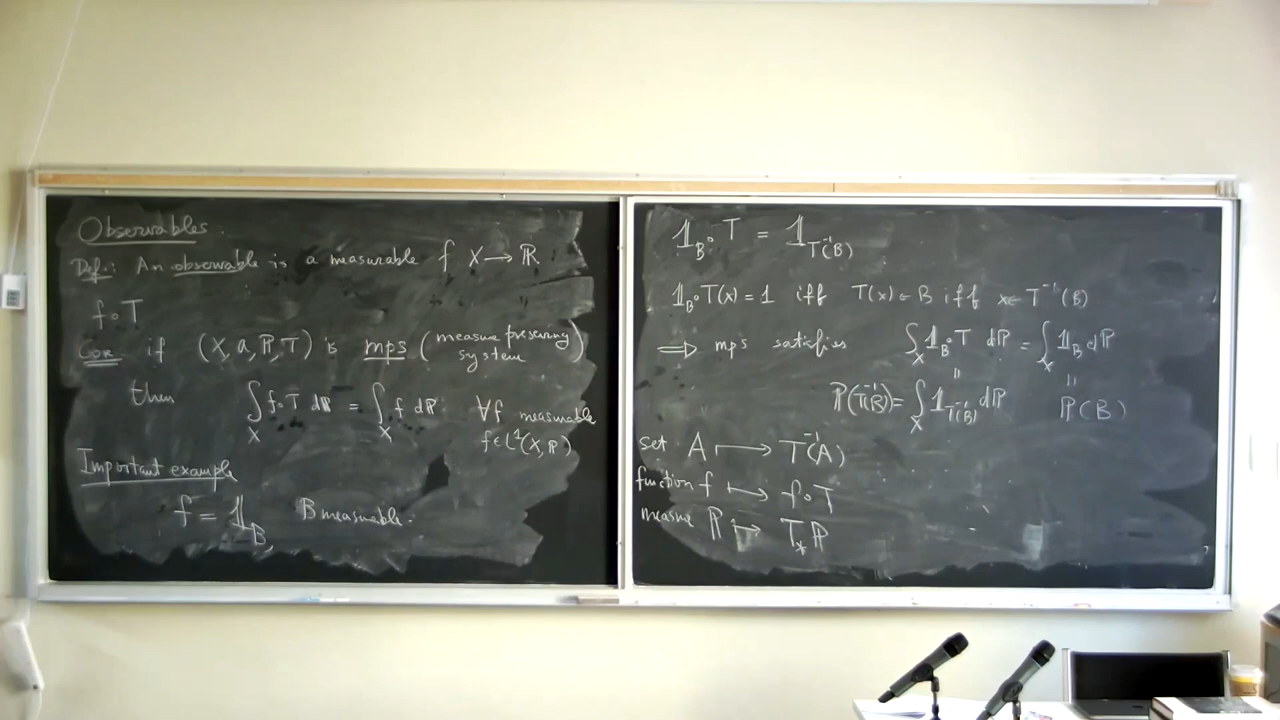 Observables.
Def.: An observable is a measurable f X → ℝ
f∘T
Cor if (X, a, ℙ, T) is mps (measure preserving system)
then ∫_X f∘T dℙ = ∫_X f dℙ ∀f measurable
f∈L¹(X, ℙ)
Important example
f = 𝟙_B B measurable.
𝟙_B∘T = 𝟙_{T⁻¹(B)}
𝟙_B∘T(x) = 1 iff T(x) ∈ B iff x ∈ T⁻¹(B)
⟹ mps satisfies ∫_X 𝟙_B∘T dℙ = ∫_X 𝟙_B dℙ
" "
ℙ(T⁻¹(B)) = ∫_X 𝟙_{T⁻¹(B)} dℙ ℙ(B)
set A ⟼ T⁻¹(A)
function f ⟼ f∘T
measure ℙ ⟼ T_*ℙ